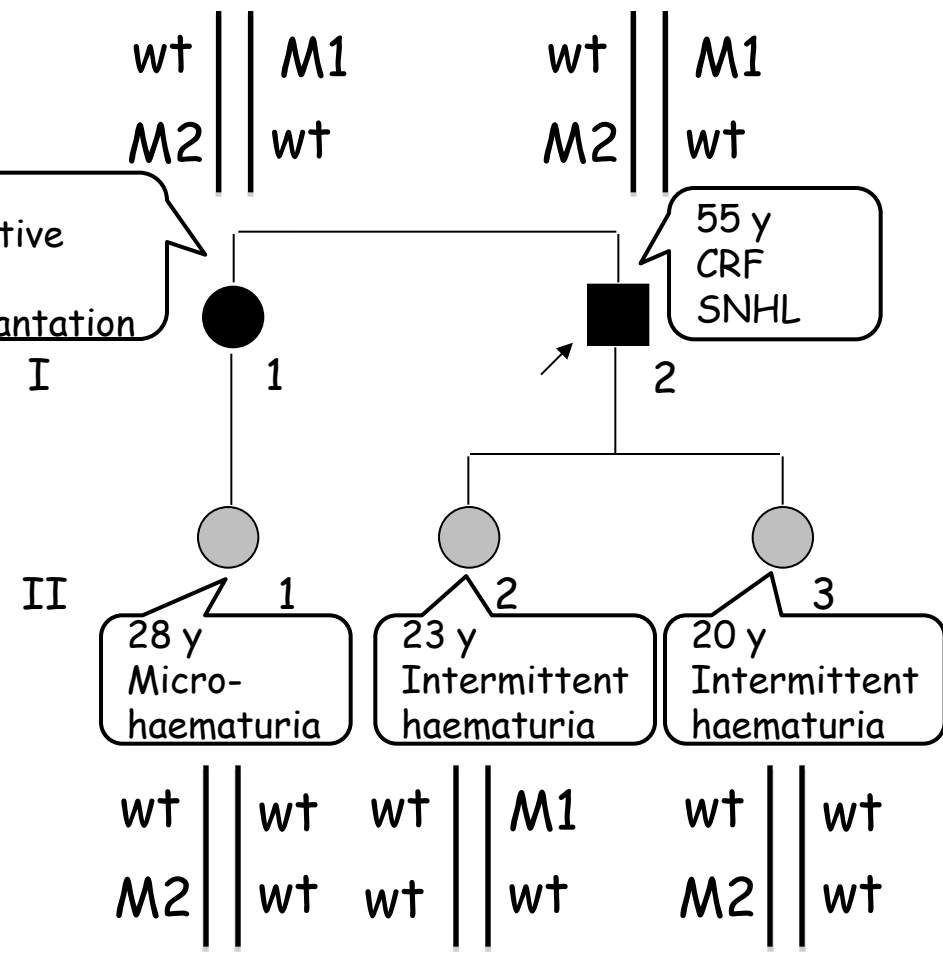 wt M1 wt M1
M2 wt M2 wt
55 y
CRF
SNHL
I 1 2
II 1 2 3
28 y
Micro-
haematuria
23 y
Intermittent
haematuria
20 y
Intermittent
haematuria
wt wt wt M1 wt wt
M2 wt wt wt M2 wt